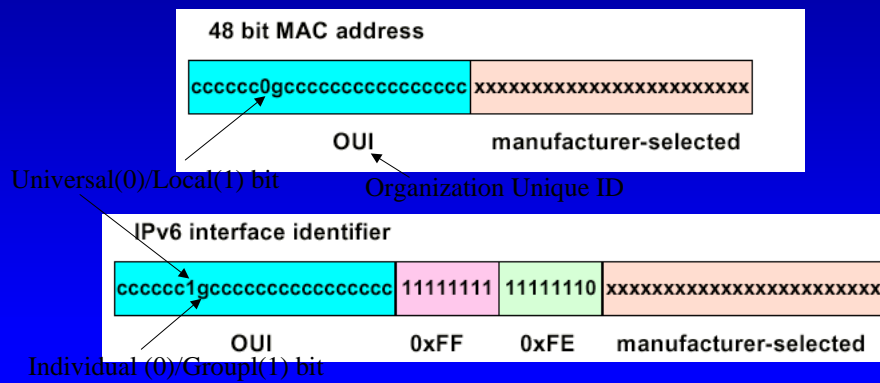 48 bit MAC address
cccccc0gcccccccccccccccc xxxxxxxxxxxxxxxxxxxxxxxx
OUI manufacturer-selected
Universal(0)/Local(1) bit Organization Unique ID
IPv6 interface identifier
cccccc1gcccccccccccccccc 11111111 11111110 xxxxxxxxxxxxxxxxxxxxxxxx
OUI 0xFF 0xFE manufacturer-selected
Individual (0)/Groupl(1) bit